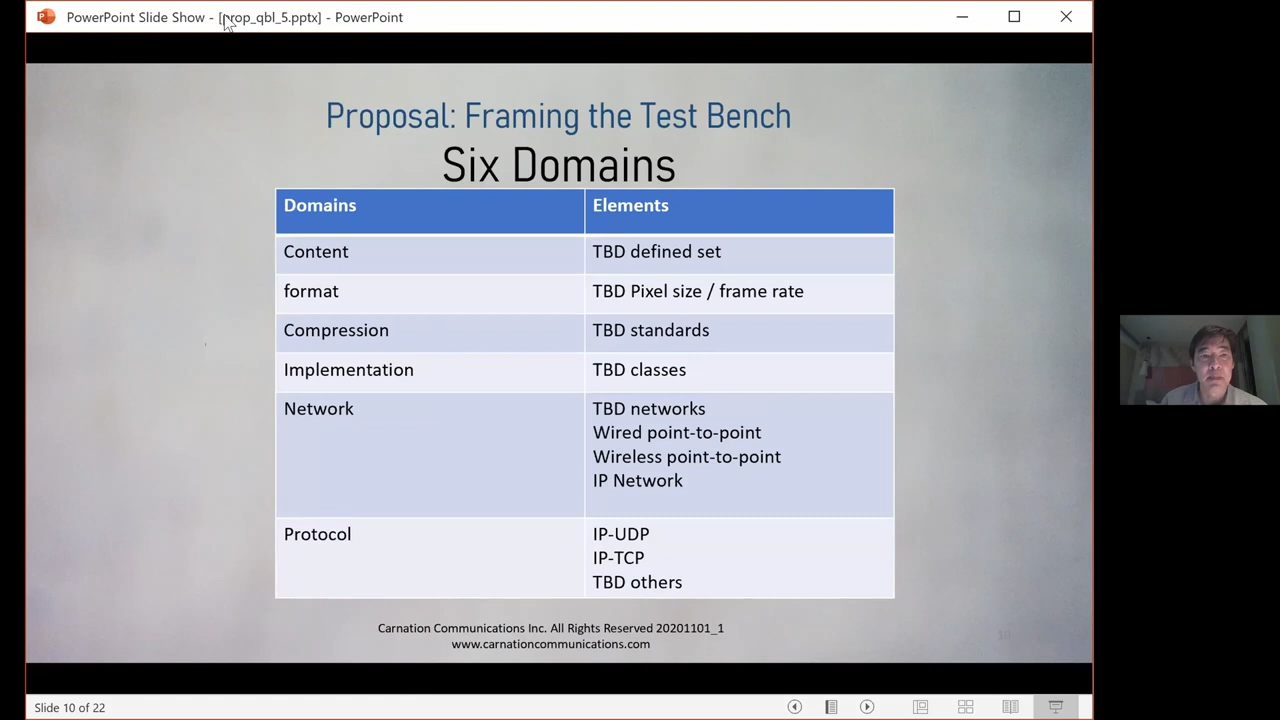 PowerPoint Slide Show - [prop_qbl_5.pptx] - PowerPoint
Proposal: Framing the Test Bench
Six Domains
Domains Elements
Content TBD defined set
format TBD Pixel size / frame rate
Compression TBD standards
Implementation TBD classes
Network TBD networks
Wired point-to-point
Wireless point-to-point
IP Network
Protocol IP-UDP
IP-TCP
TBD others
Carnation Communications Inc. All Rights Reserved 20201101_1
www.carnationcommunications.com
10
Slide 10 of 22